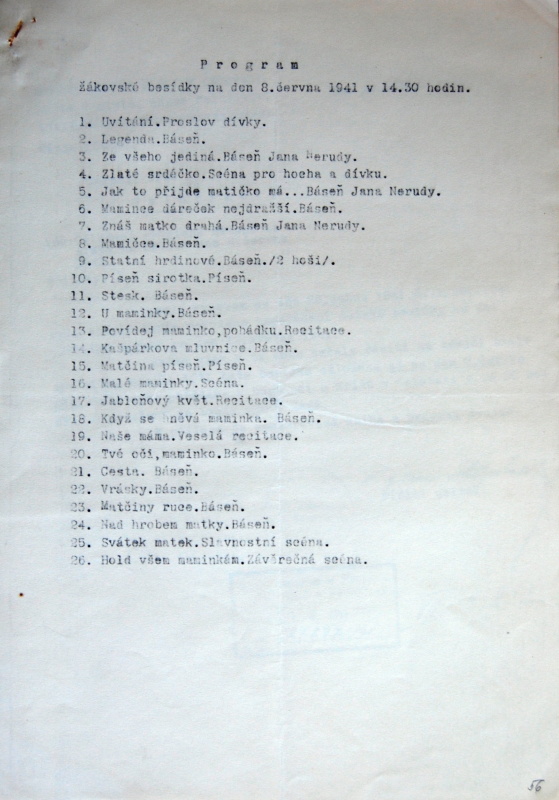 P r o g r a m
Žákovské besídky na den 8.června 1941 v 14.30 hodin.
1. Uvítání.Proslov dívky.
2. Legenda.Báseň.
3. Ze všeho jediná.Báseň Jana Nerudy.
4. Zlaté srdéčko.Scéna pro hocha a dívku.
5. Jak to přijde matičko má...Báseň Jana Nerudy.
6. Mamince dáreček nejdražší.Báseň.
7. Znáš matko drahá.Báseň Jana Nerudy.
8. Mamičce.Báseň.
9. Statní hrdinové.Báseň./2 hoši/.
10. Píseň sirotka.Píseň.
11. Stesk. Báseň.
12. U maminky.Báseň.
13. Povídej maminko,pohádku.Recitace.
14. Kašpárkova mluvnice.Báseň.
15. Matčina píseň.Píseň.
16. Malé maminky.Scéna.
17. Jabloňový květ.Recitace.
18. Když se hněvá maminka. Báseň.
19. Naše máma.Veselá recitace.
20. Tvé oči,maminko.Báseň.
21. Cesta. Báseň.
22. Vrásky.Báseň.
23. Matčiny ruce.Báseň.
24. Nad hrobem matky.Báseň.
25. Svátek matek.Slavnostní scéna.
26. Hold všem maminkám.Závěrečná scéna.
56